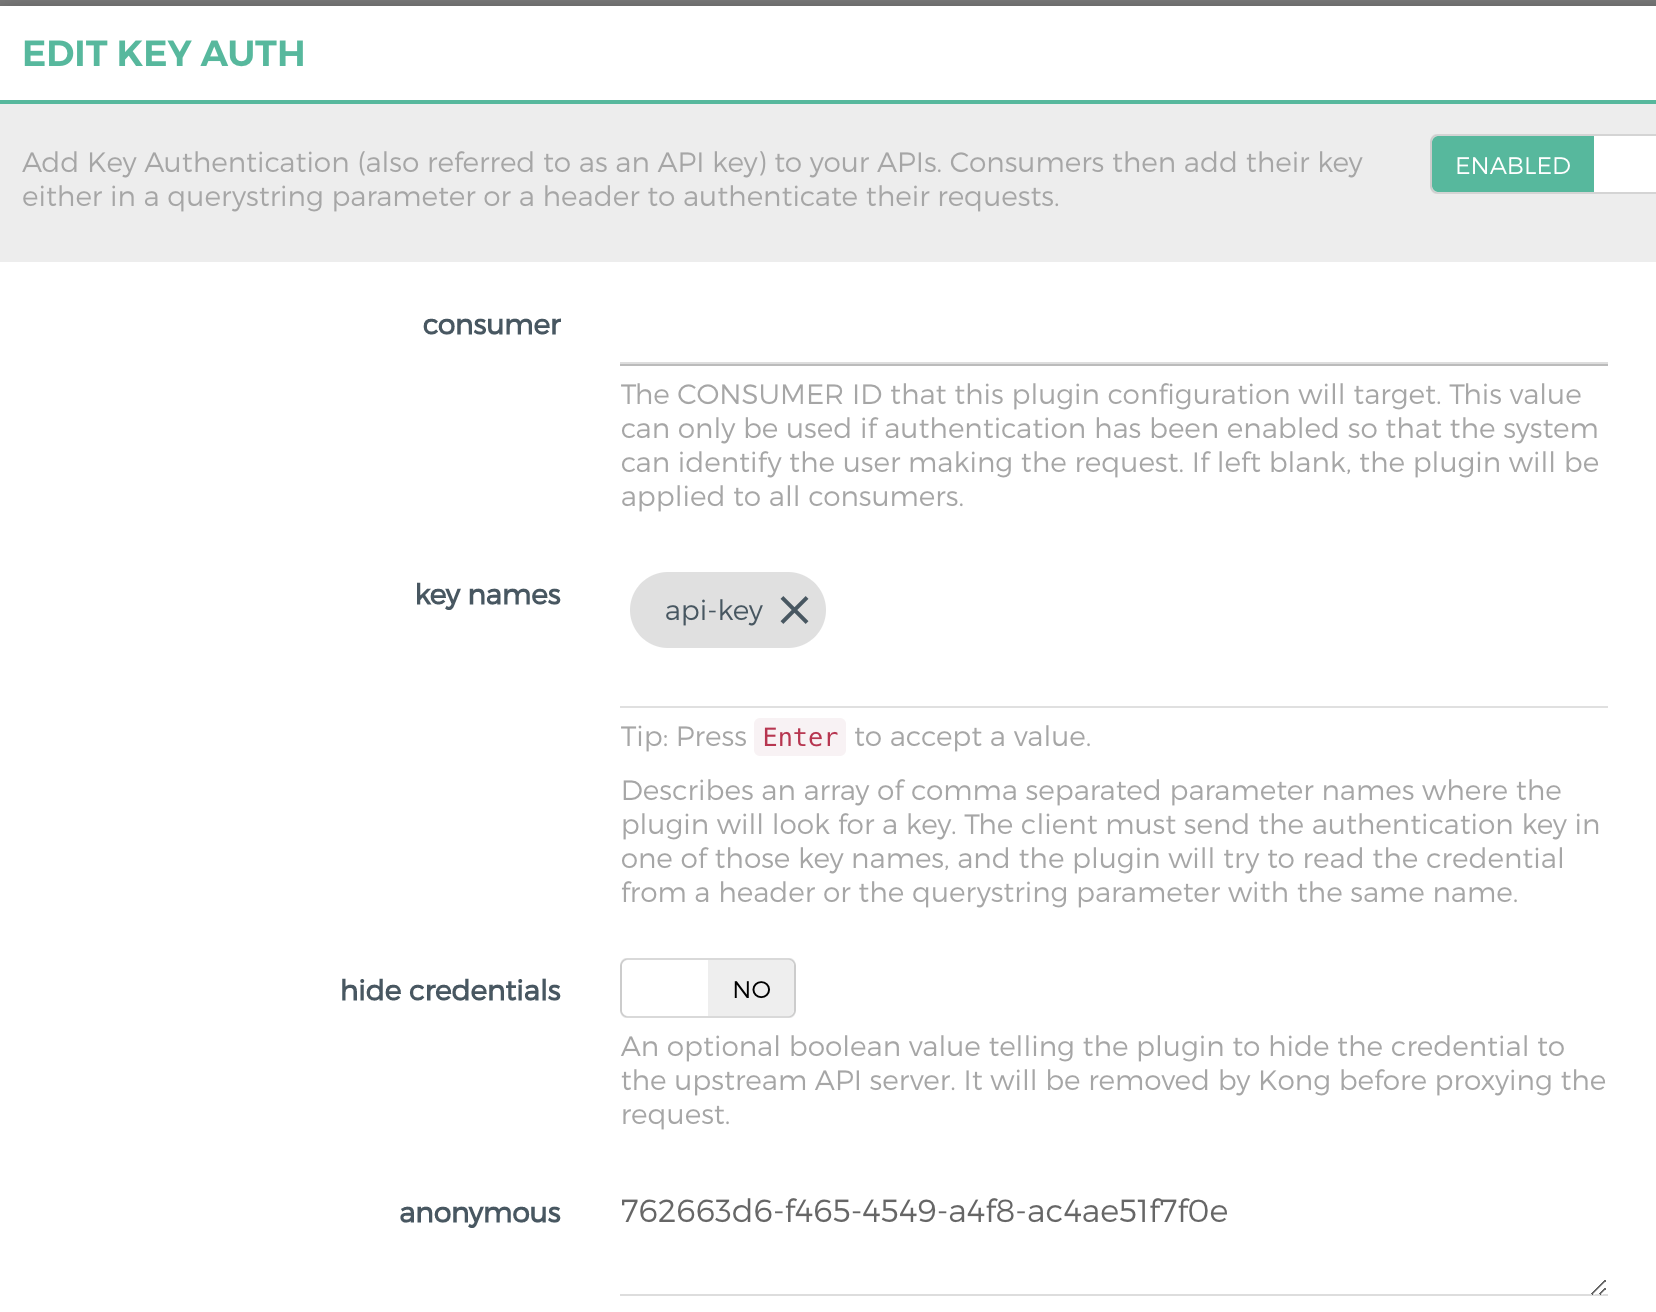 EDIT KEY AUTH
Add Key Authentication (also referred to as an API key) to your APIs. Consumers then add their key
either in a querystring parameter or a header to authenticate their requests.
ENABLED
consumer
The CONSUMER ID that this plugin configuration will target. This value
can only be used if authentication has been enabled so that the system
can identify the user making the request. If left blank, the plugin will be
applied to all consumers.
key names
api-key
Tip: Press Enter to accept a value.
Describes an array of comma separated parameter names where the
plugin will look for a key. The client must send the authentication key in
one of those key names, and the plugin will try to read the credential
from a header or the querystring parameter with the same name.
hide credentials
NO
An optional boolean value telling the plugin to hide the credential to
the upstream API server. It will be removed by Kong before proxying the
request.
anonymous
762663d6-f465-4549-a4f8-ac4ae51f7f0e